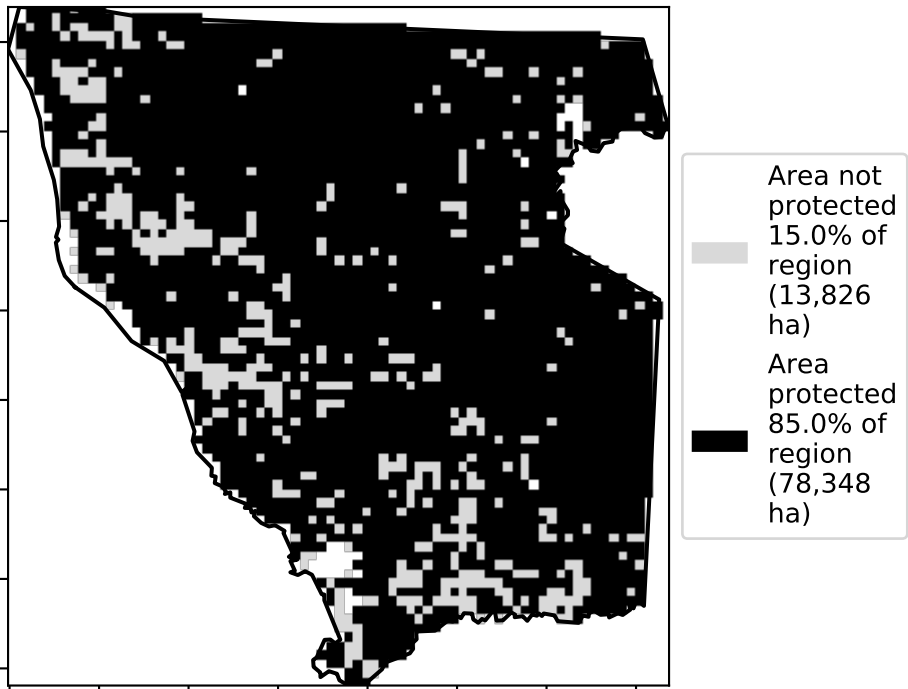 Area not
protected
15.0% of
region
(13,826
ha)
Area
protected
85.0% of
region
(78,348
ha)